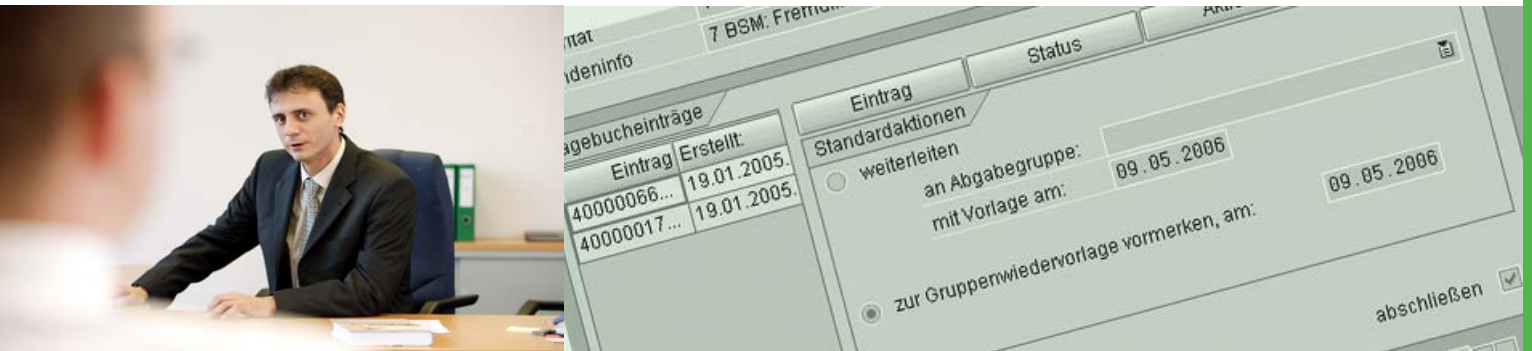 7 BSM:
Eintrag
Status
Standardaktionen
Eintrag Erstellt:
40000066... 19.01.2005.
40000017... 19.01.2005.
weiterleiten
an Abgabegruppe:
mit Vorlage am: 09.05.2006
zur Gruppenwiedervorlage vormerken, am: 09.05.2006
abschließen